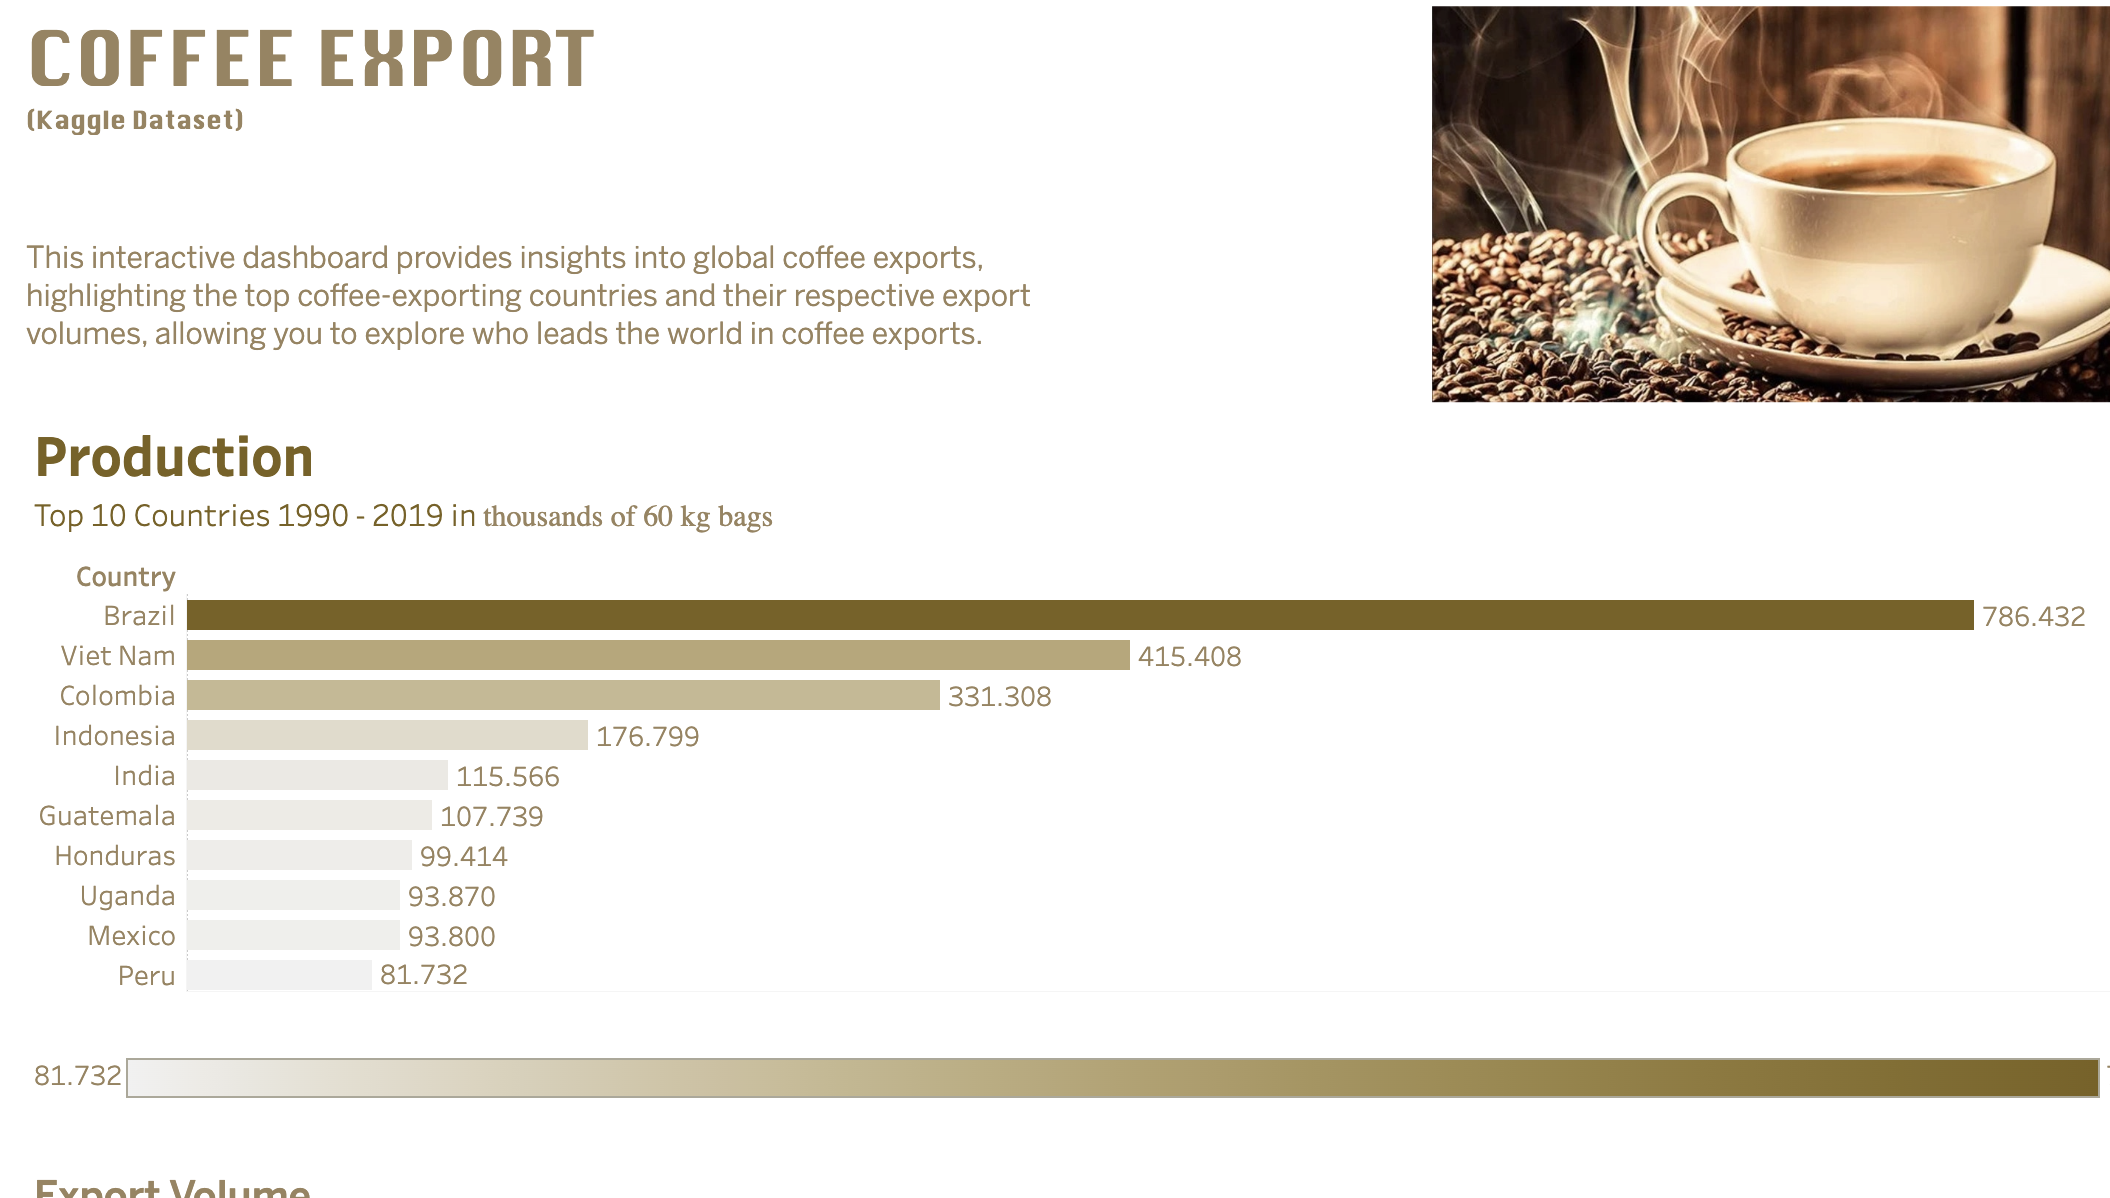 COFFEE EXPORT
(Kaggle Dataset)
This interactive dashboard provides insights into global coffee exports,
highlighting the top coffee-exporting countries and their respective export
volumes, allowing you to explore who leads the world in coffee exports.
Production
Top 10 Countries 1990 - 2019 in thousands of 60 kg bags
Country
Brazil 786.432
Viet Nam 415.408
Colombia 331.308
Indonesia 176.799
India 115.566
Guatemala 107.739
Honduras 99.414
Uganda 93.870
Mexico 93.800
Peru 81.732
81.732
Export Volume